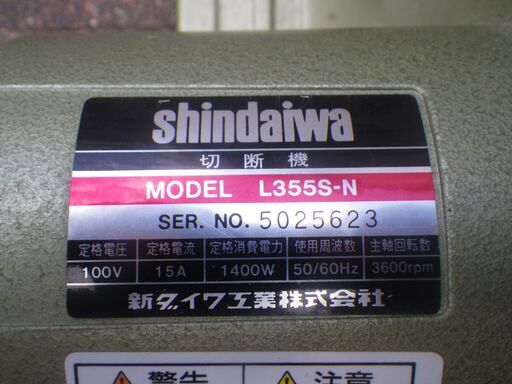 shindaiwa
切断機
MODEL L355S-N
SER. NO. 5025623
定格電圧 定格電流 定格消費電力 使用周波数 主軸回転数
100V 15A 1400W 50/60Hz 3600rpm
新ダイワ工業株式会社
警告 注意